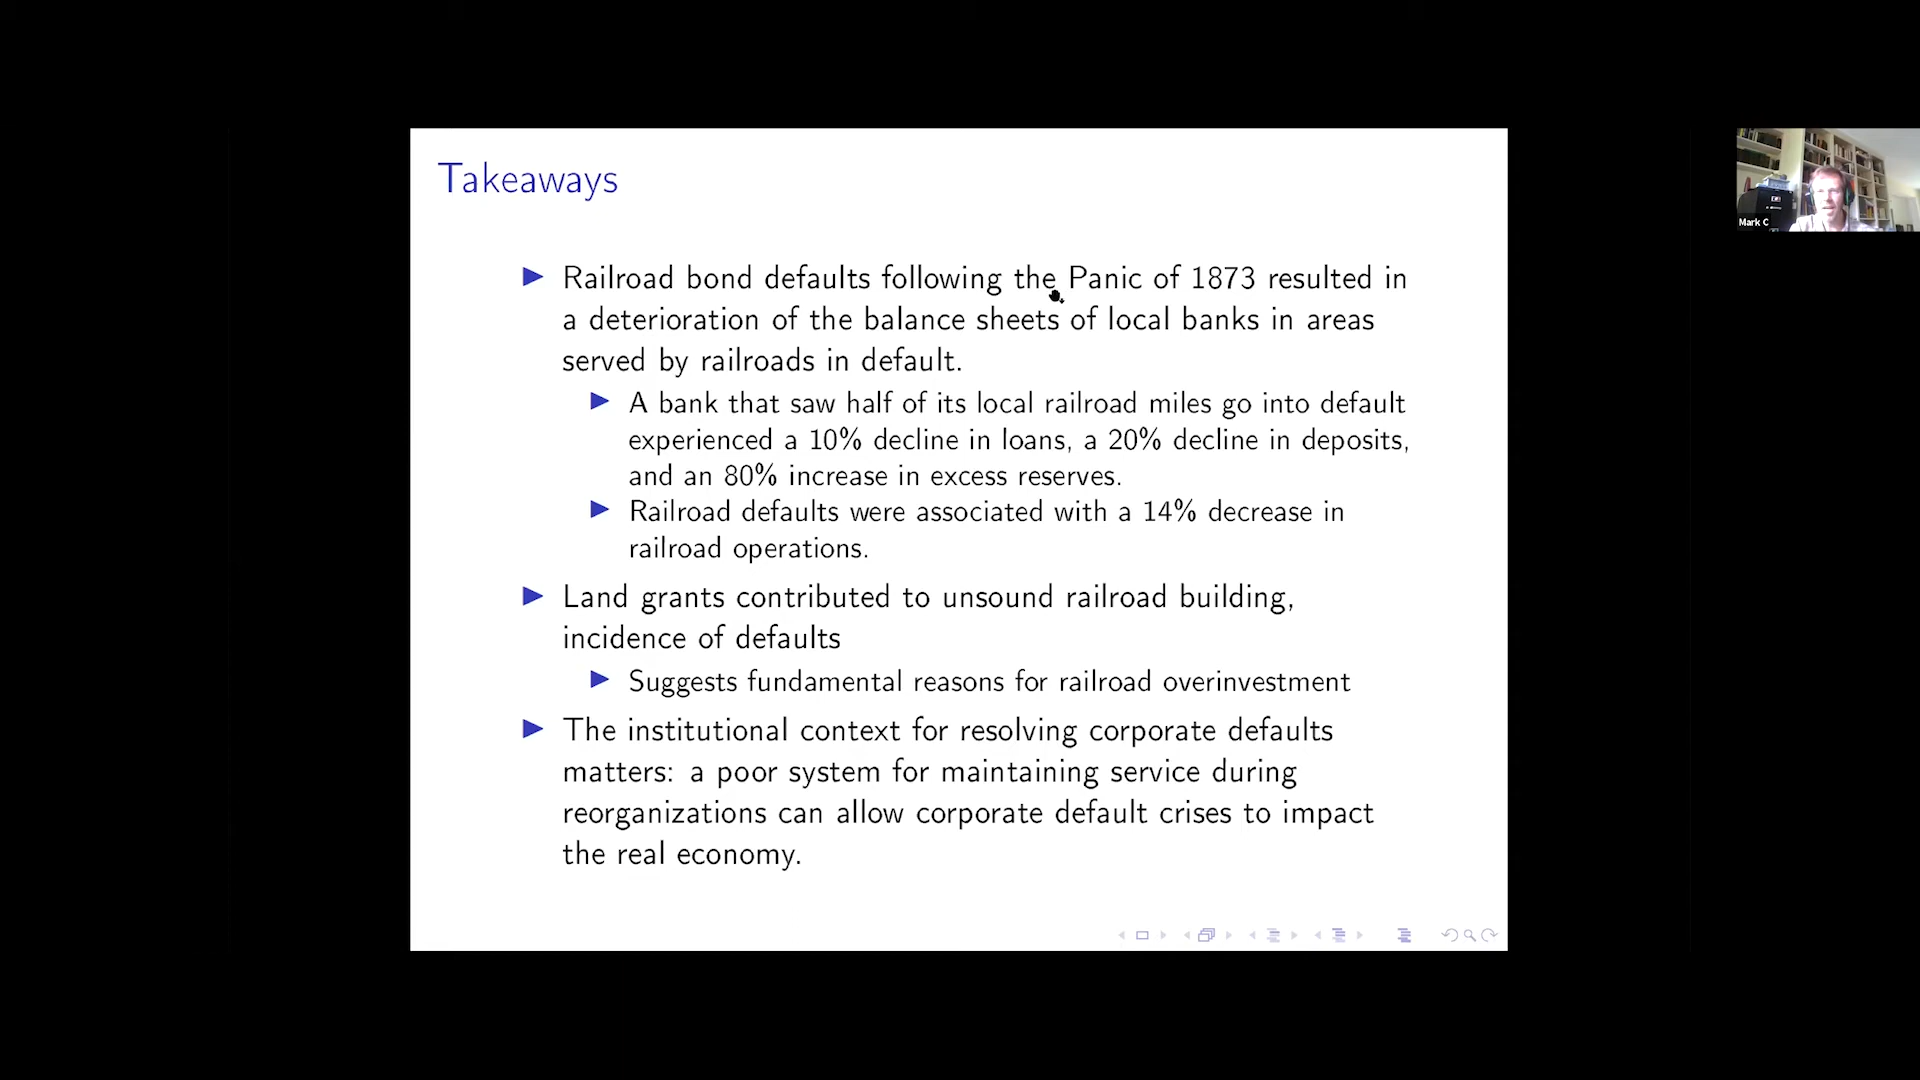 Takeaways
Railroad bond defaults following the Panic of 1873 resulted in
a deterioration of the balance sheets of local banks in areas
served by railroads in default.
A bank that saw half of its local railroad miles go into default
experienced a 10% decline in loans, a 20% decline in deposits,
and an 80% increase in excess reserves.
Railroad defaults were associated with a 14% decrease in
railroad operations.
Land grants contributed to unsound railroad building,
incidence of defaults
Suggests fundamental reasons for railroad overinvestment
The institutional context for resolving corporate defaults
matters: a poor system for maintaining service during
reorganizations can allow corporate default crises to impact
the real economy.
Mark C